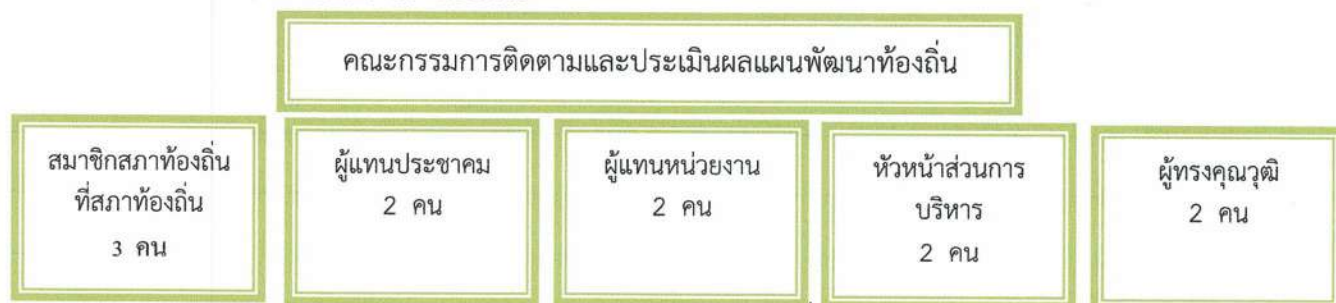 คณะกรรมการติดตามและประเมินผลแผนพัฒนาท้องถิ่น
สมาชิกสภาท้องถิ่น
ที่สภาท้องถิ่น
3 คน
ผู้แทนประชาคม
2 คน
ผู้แทนหน่วยงาน
2 คน
หัวหน้าส่วนการ
บริหาร
2 คน
ผู้ทรงคุณวุฒิ
2 คน